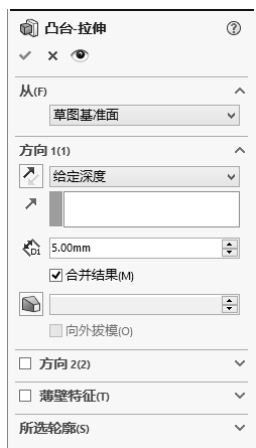 凸台-拉伸
从(F)
草图基准面
方向 1(1)
给定深度
D1
5.00mm
合并结果(M)
向外拔模(O)
方向 2(2)
薄壁特征(T)
所选轮廓(S)